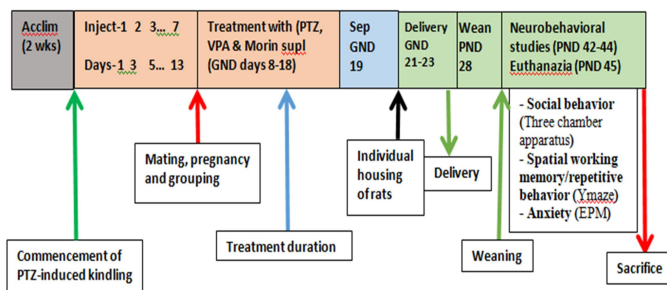 Acclim
(2 wks)
Inject-1 2 3... 7
Days-1 3 5... 13
Treatment with (PTZ,
VPA & Morin supl
(GND days 8-18)
Sep
GND
19
Delivery
GND
21-23
Wean
PND
28
Neurobehavioral
studies (PND 42-44)
Euthanazia (PND 45)
- Social behavior
(Three chamber
apparatus)
- Spatial working
memory/repetitive
behavior (Ymaze)
- Anxiety (EPM)
Mating, pregnancy
and grouping
Individual
housing
of rats
Delivery
Treatment duration
Weaning
Commencement of
PTZ-induced kindling
Sacrifice